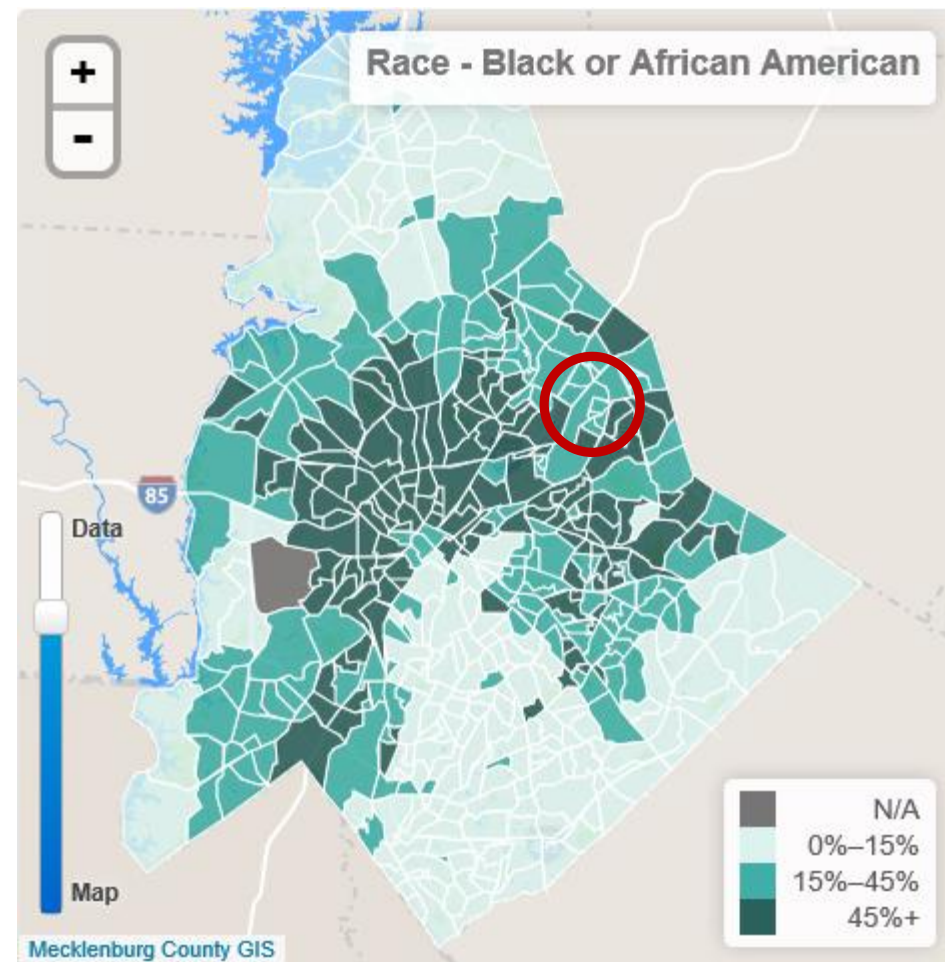 +
Race - Black or African American
-
85
Data
Map
N/A
0%–15%
15%–45%
45%+
Mecklenburg County GIS